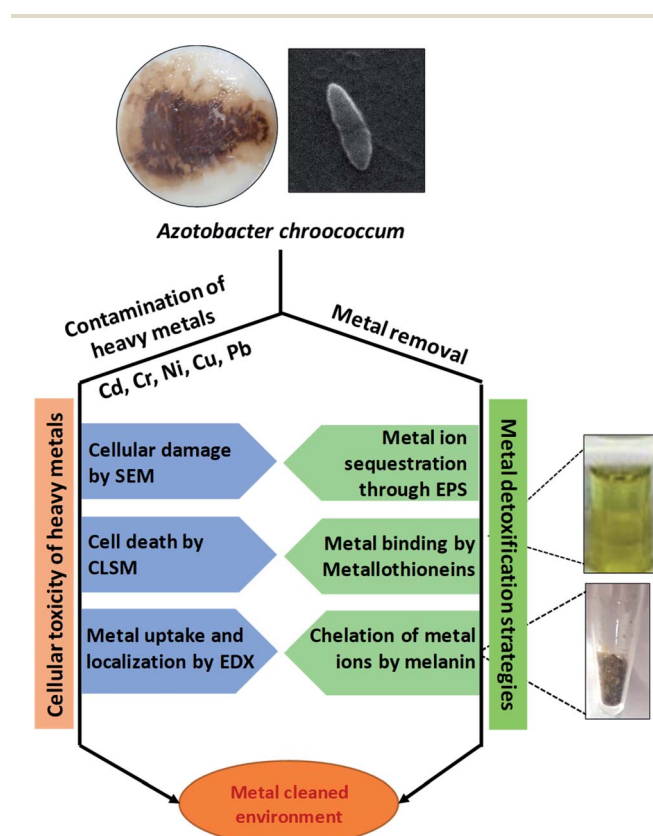 Azotobacter chroococcum
Contamination of
heavy metals
Cd, Cr, Ni, Cu, Pb
Metal removal
Cellular toxicity of heavy metals
Cellular damage
by SEM
Cell death by
CLSM
Metal uptake and
localization by EDX
Metal ion
sequestration
through EPS
Metal binding by
Metallothioneins
Chelation of metal
ions by melanin
Metal detoxification
strategies
Metal cleaned
environment